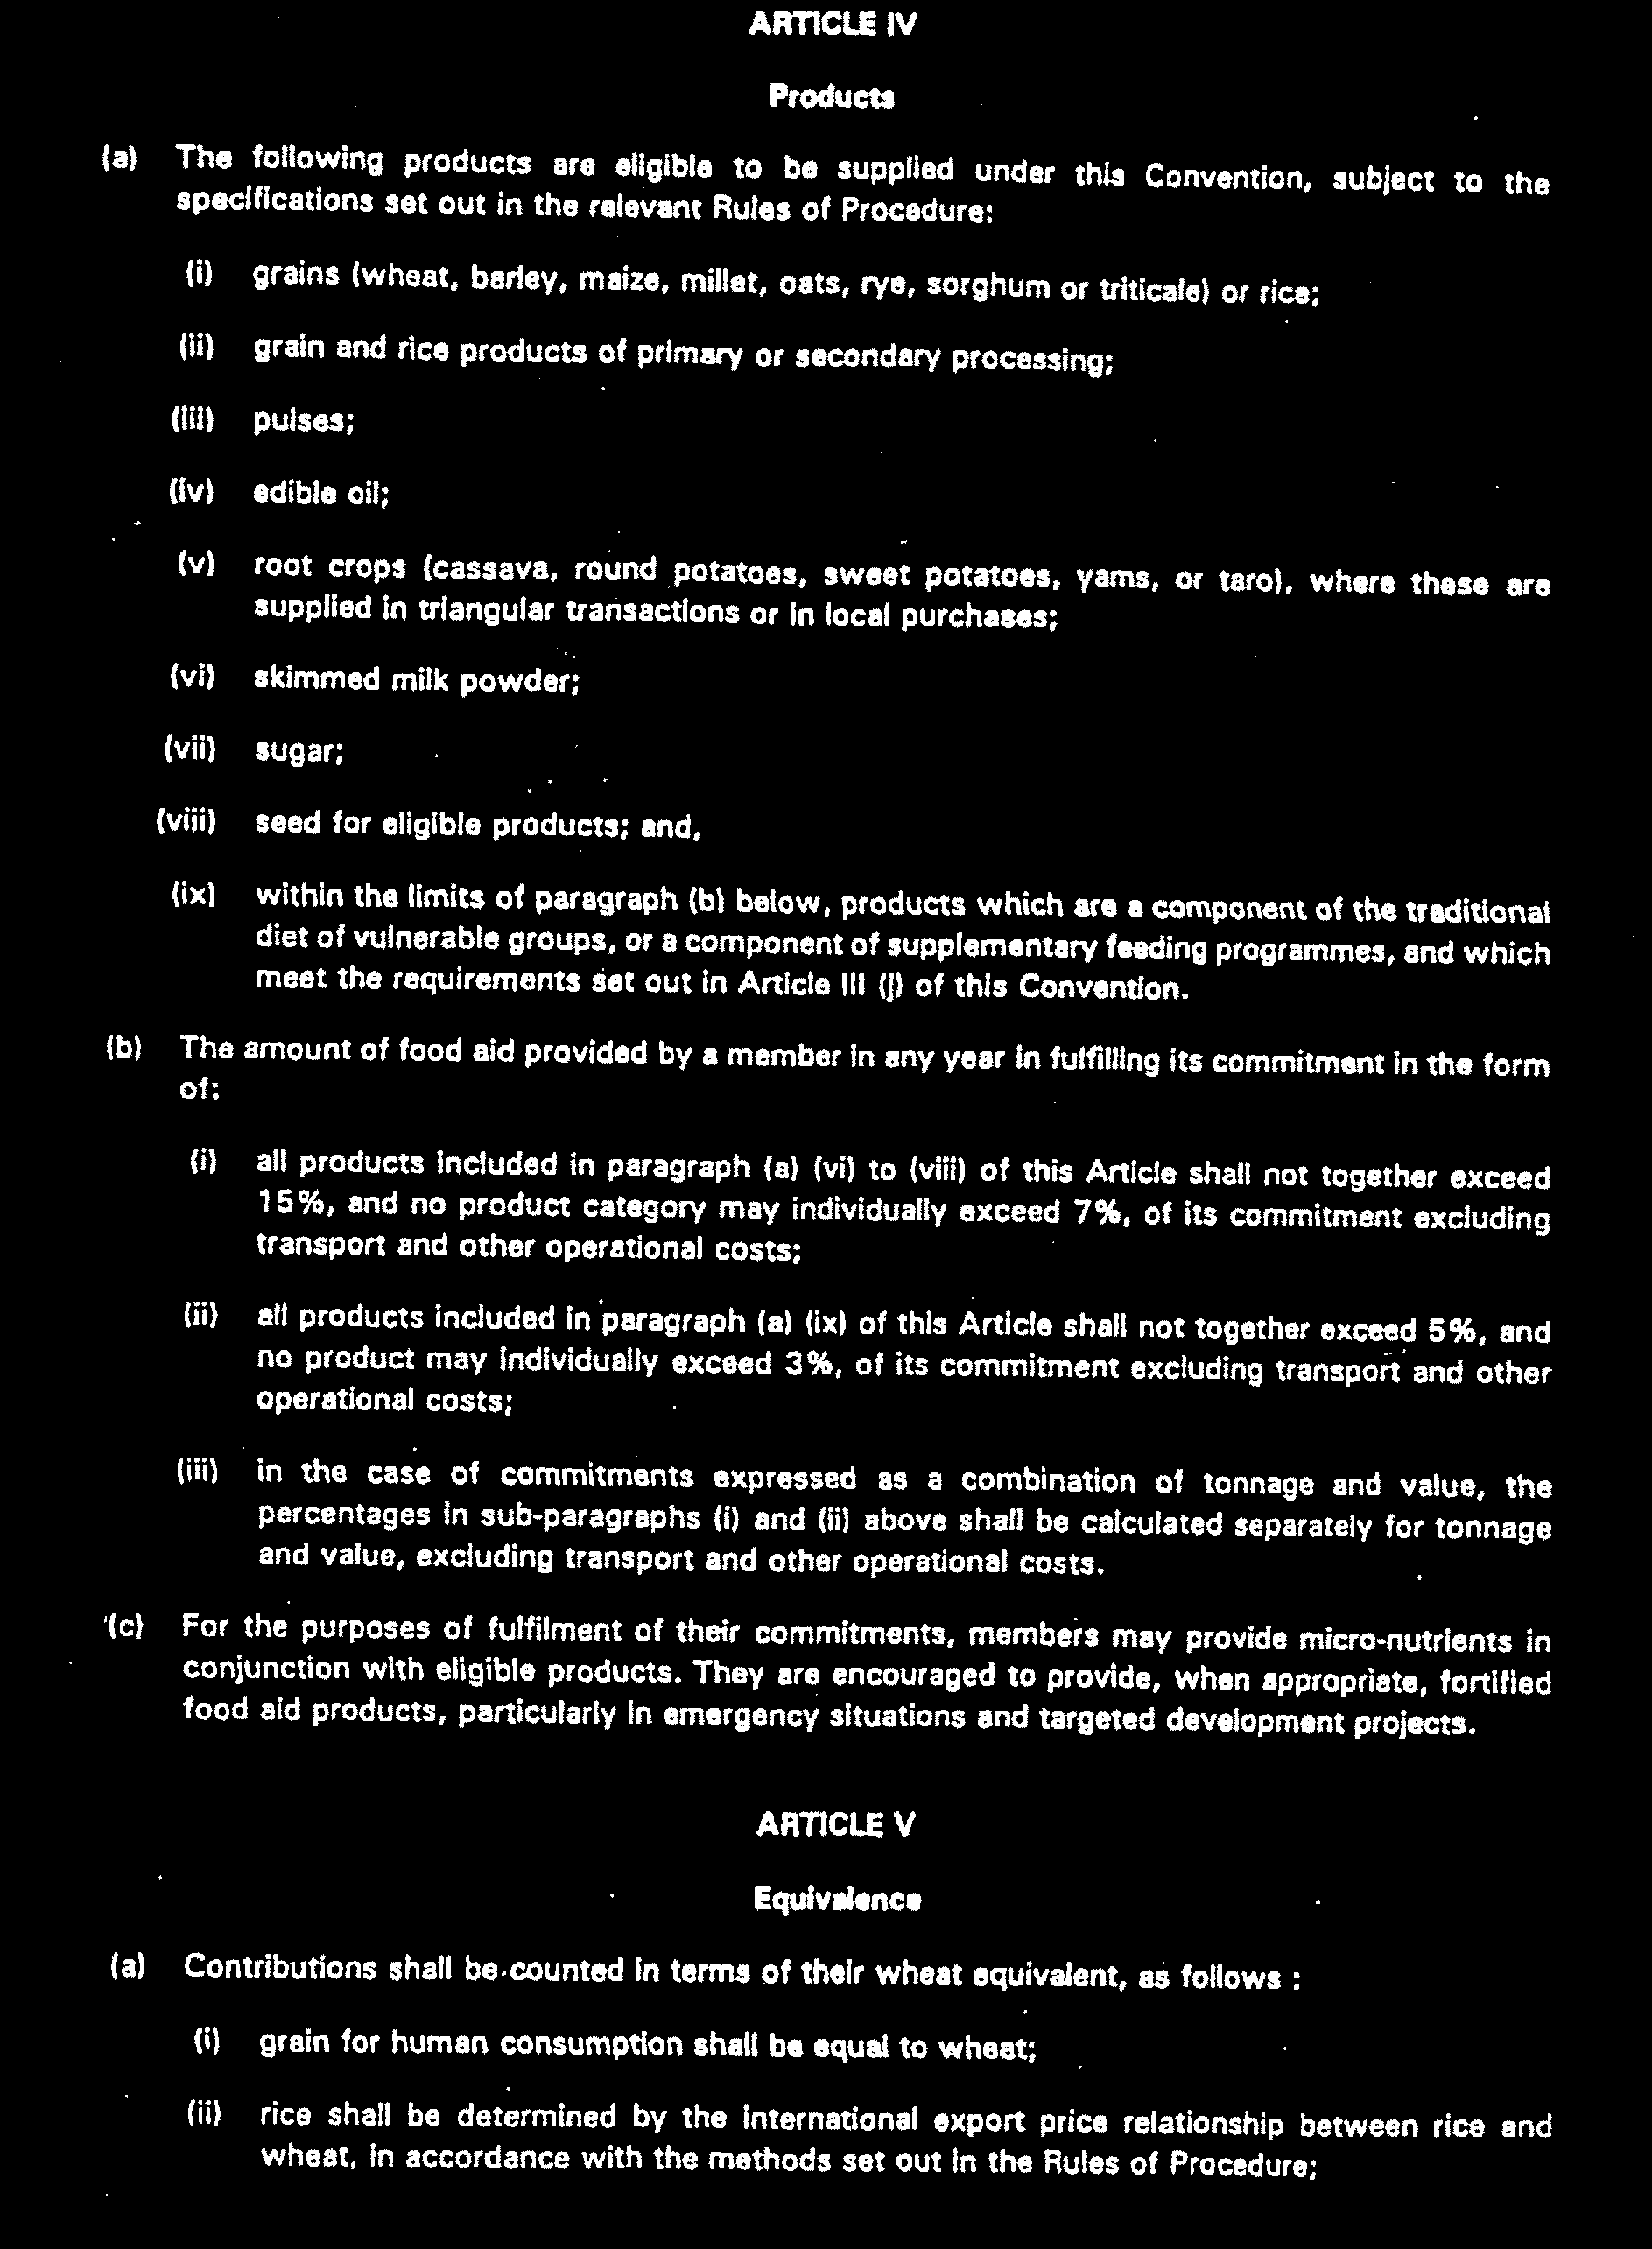 ARTICLE IV
Products
(a) The following products are eligible to be supplied under this Convention, subject to the
specifications set out in the relevant Rules of Procedure:
(i) grains (wheat, barley, maize, millet, oats, rye, sorghum or triticale) or rice;
(ii) grain and rice products of primary or secondary processing;
(iii) pulses;
(iv) edible oil;
(v) root crops (cassava, round potatoes, sweet potatoes, yams, or taro), where these are
supplied in triangular transactions or in local purchases;
(vi) skimmed milk powder;
(vii) sugar;
(viii) seed for eligible products; and,
(ix) within the limits of paragraph (b) below, products which are a component of the traditional
diet of vulnerable groups, or a component of supplementary feeding programmes, and which
meet the requirements set out in Article III (j) of this Convention.
(b) The amount of food aid provided by a member in any year in fulfilling its commitment in the form
of:
(i) all products included in paragraph (a) (vi) to (viii) of this Article shall not together exceed
15%, and no product category may individually exceed 7%, of its commitment excluding
transport and other operational costs;
(ii) all products included in paragraph (a) (ix) of this Article shall not together exceed 5%, and
no product may individually exceed 3%, of its commitment excluding transport and other
operational costs;
(iii) in the case of commitments expressed as a combination of tonnage and value, the
percentages in sub-paragraphs (i) and (ii) above shall be calculated separately for tonnage
and value, excluding transport and other operational costs.
(c) For the purposes of fulfilment of their commitments, members may provide micro-nutrients in
conjunction with eligible products. They are encouraged to provide, when appropriate, fortified
food aid products, particularly in emergency situations and targeted development projects.
ARTICLE V
Equivalence
(a) Contributions shall be counted in terms of their wheat equivalent, as follows :
(i) grain for human consumption shall be equal to wheat;
(ii) rice shall be determined by the international export price relationship between rice and
wheat, in accordance with the methods set out in the Rules of Procedure;